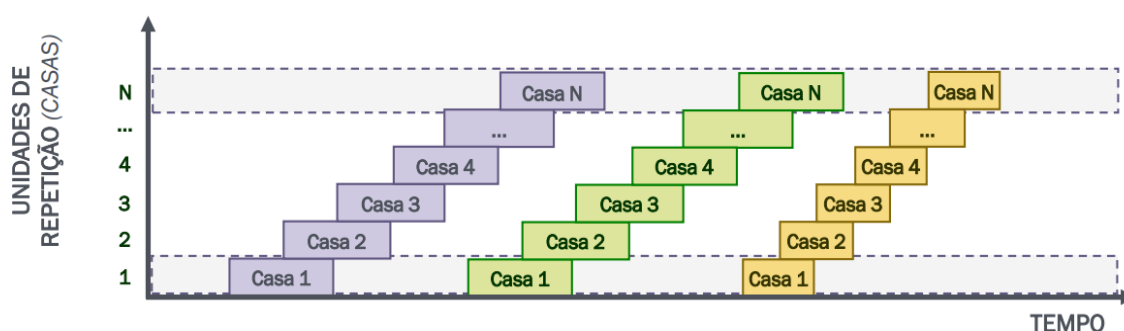 UNIDADES DE
REPETIÇÃO (CASAS)
N Casa N Casa N Casa N
... ... ... ...
4 Casa 4 Casa 4 Casa 4
3 Casa 3 Casa 3 Casa 3
2 Casa 2 Casa 2 Casa 2
1 Casa 1 Casa 1 Casa 1
TEMPO